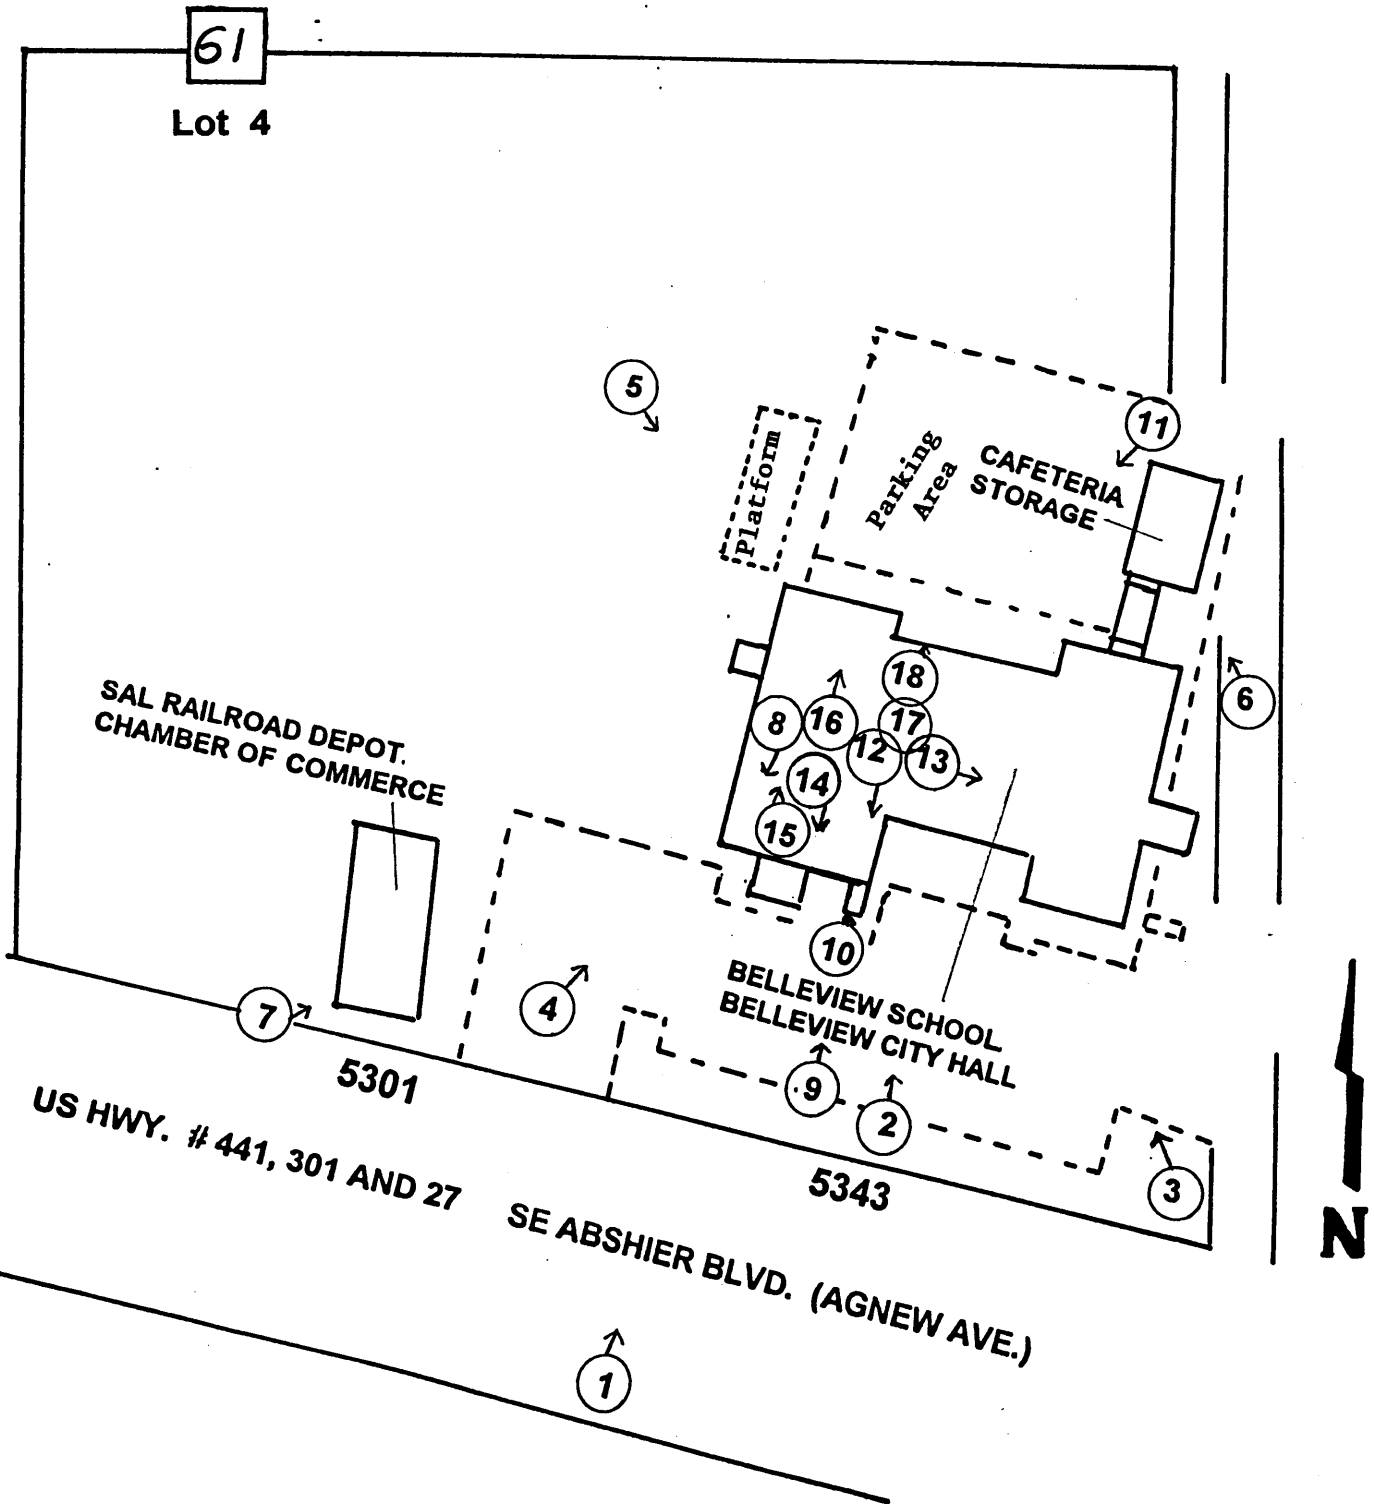 61
Lot 4
5
11
Platform
Parking
Area
CAFETERIA
STORAGE
18
6
8
16
17
12
13
14
15
SAL RAILROAD DEPOT.
CHAMBER OF COMMERCE
10
4
7
BELLEVIEW SCHOOL
BELLEVIEW CITY HALL
9
2
3
5301
5343
US HWY. # 441, 301 AND 27
SE ABSHIER BLVD. (AGNEW AVE.)
N
1